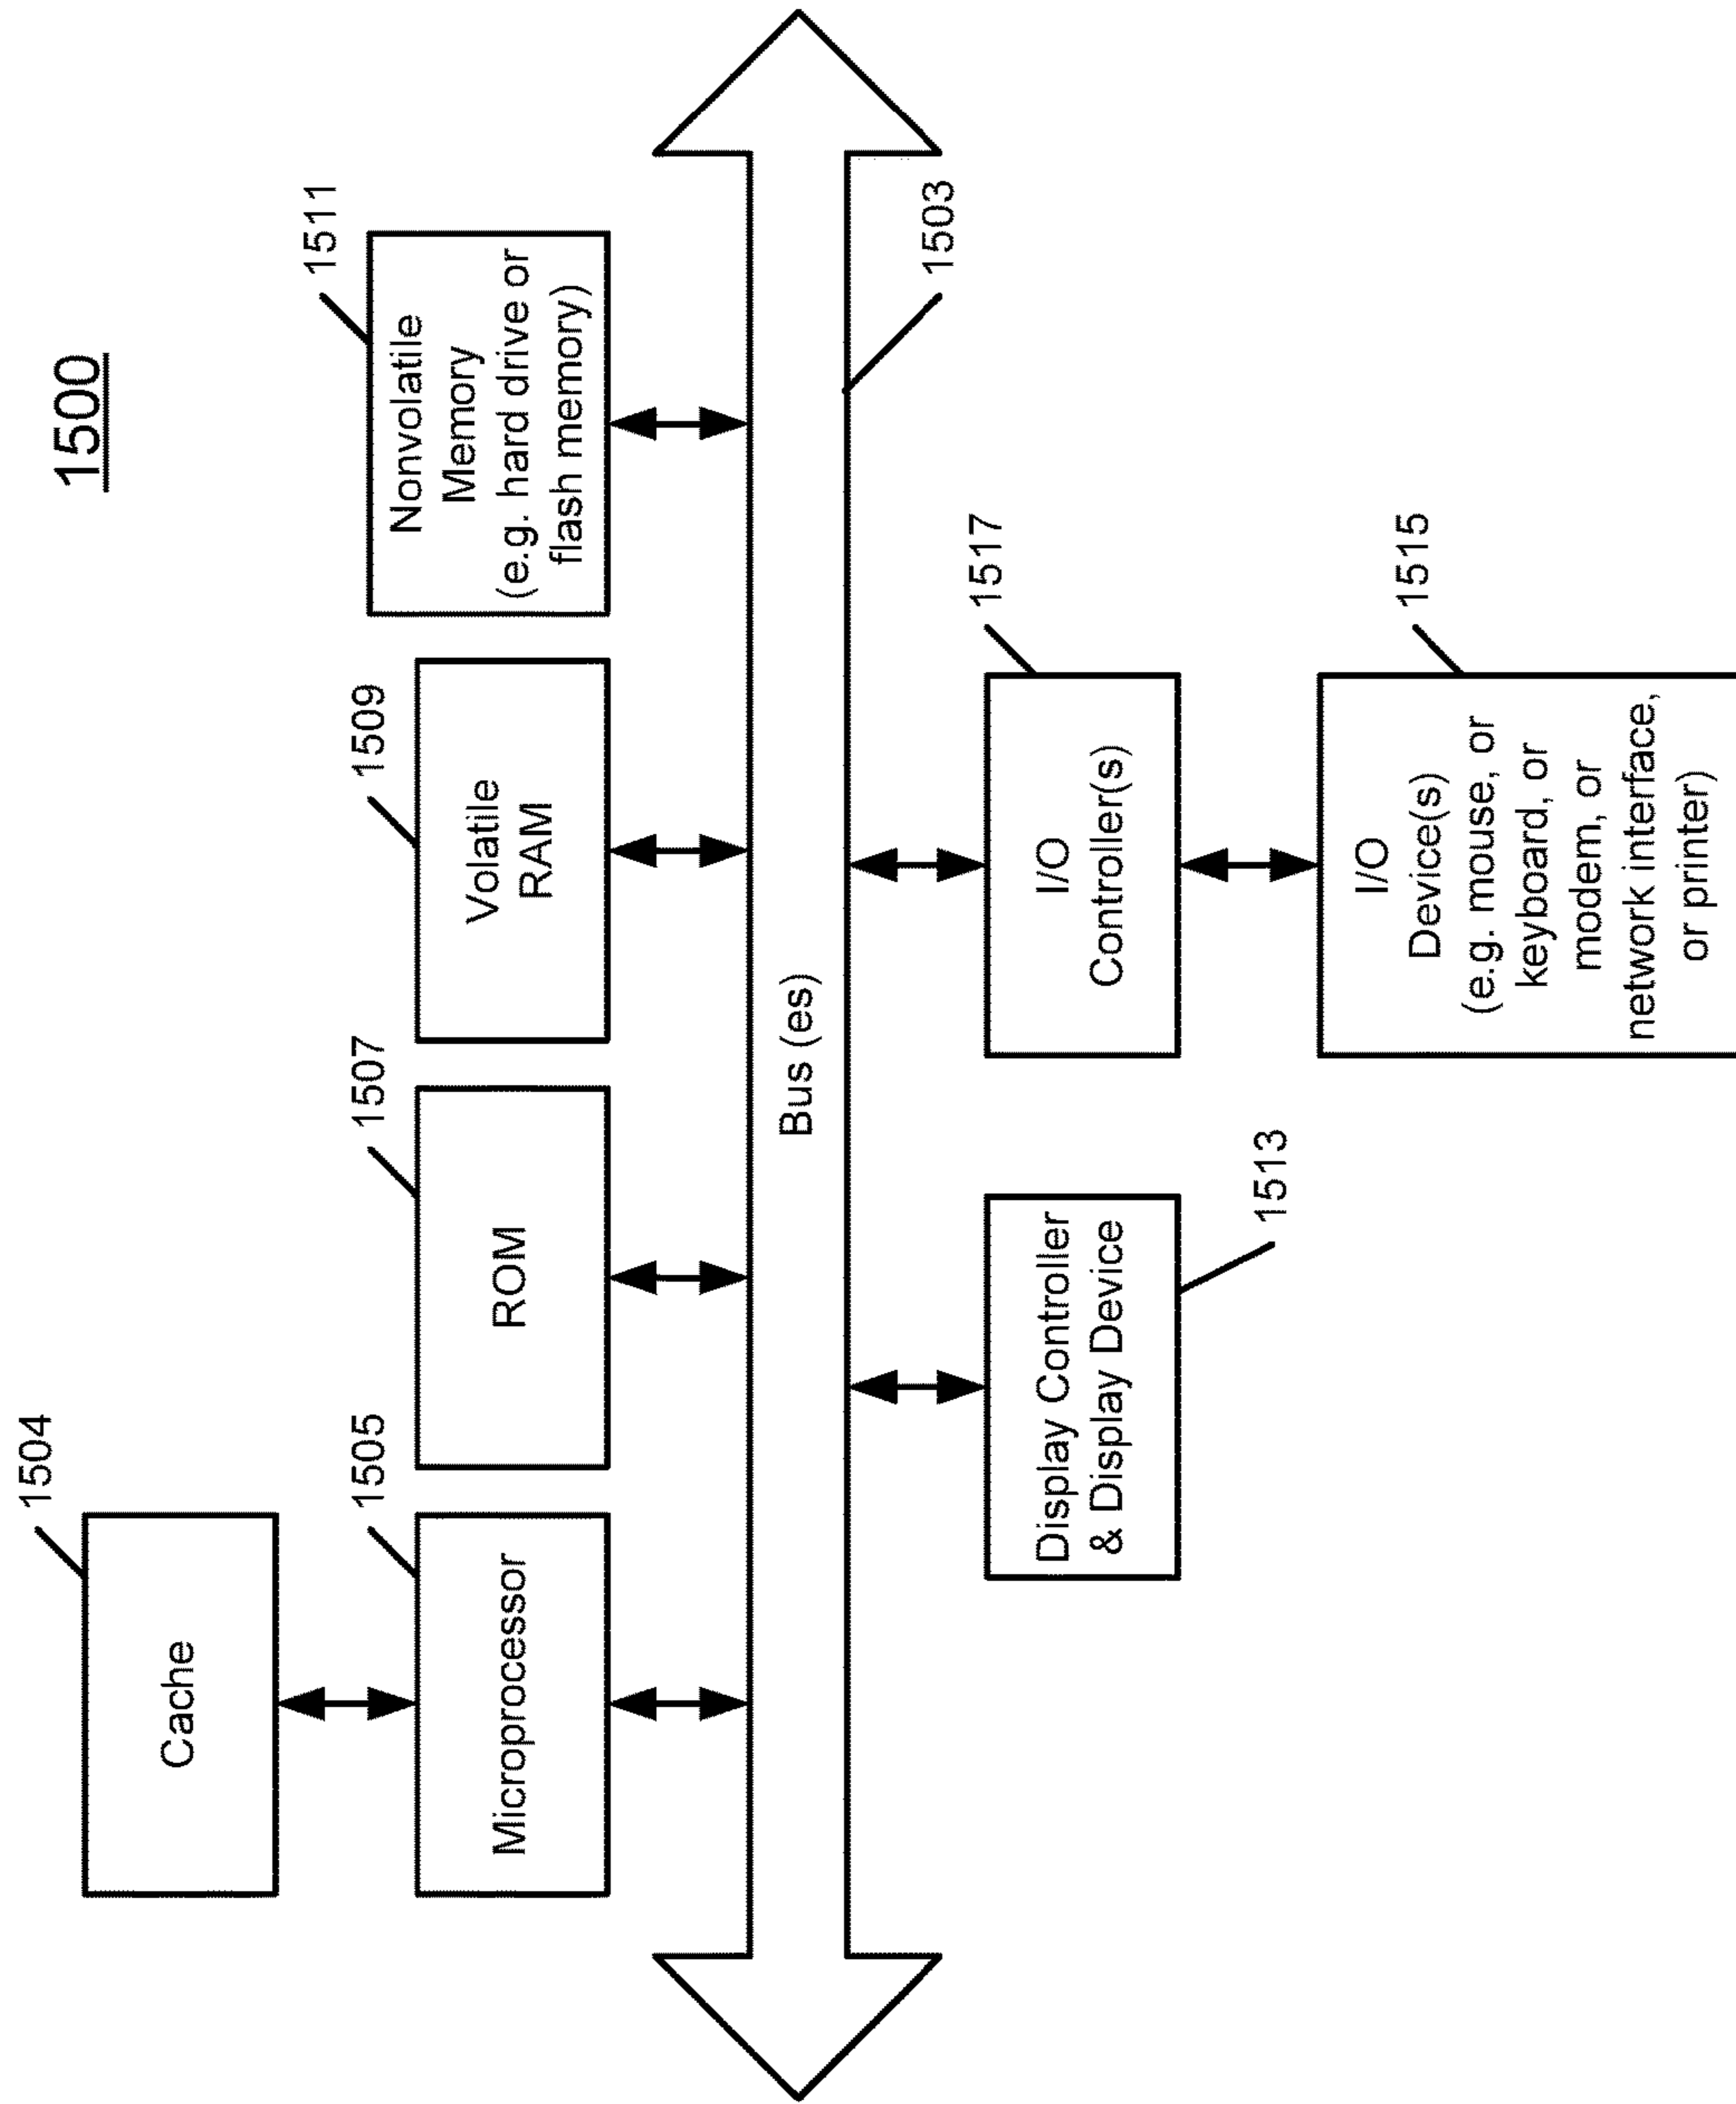 1500
1504
Cache
1505
Microprocessor
1507
ROM
1509
Volatile
RAM
1511
Nonvolatile
Memory
(e.g. hard drive or
flash memory)
Bus (es)
1503
Display Controller
& Display Device
1513
1517
I/O
Controller(s)
1515
I/O
Device(s)
(e.g. mouse, or
keyboard, or
modem, or
network interface,
or printer)